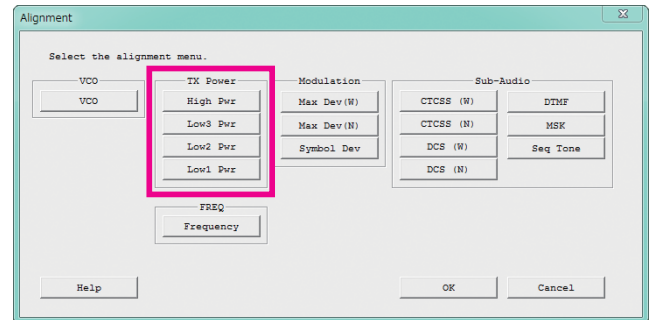 Alignment
Select the alignment menu.
VCO
VCO
TX Power
High Pwr
Low3 Pwr
Low2 Pwr
Low1 Pwr
Modulation
Max Dev(W)
Max Dev(N)
Symbol Dev
Sub-Audio
CTCSS (W)
DTMF
CTCSS (N)
MSK
DCS (W)
Seq Tone
DCS (N)
FREQ
Frequency
Help
OK
Cancel